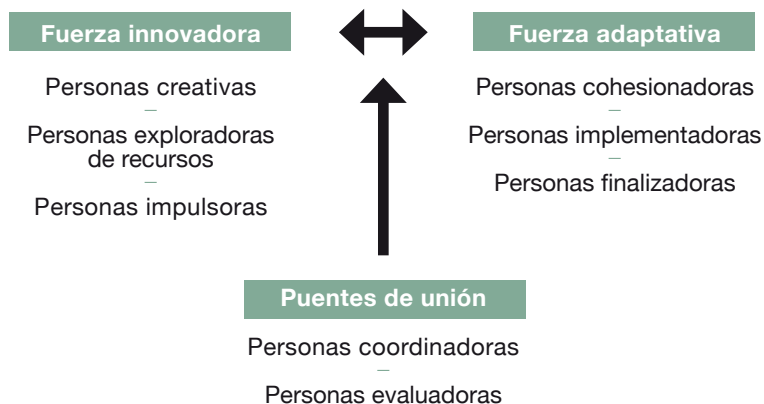 Fuerza innovadora
Personas creativas
Personas exploradoras
de recursos
Personas impulsoras
Fuerza adaptativa
Personas cohesionadoras
Personas implementadoras
Personas finalizadoras
Puentes de unión
Personas coordinadoras
Personas evaluadoras